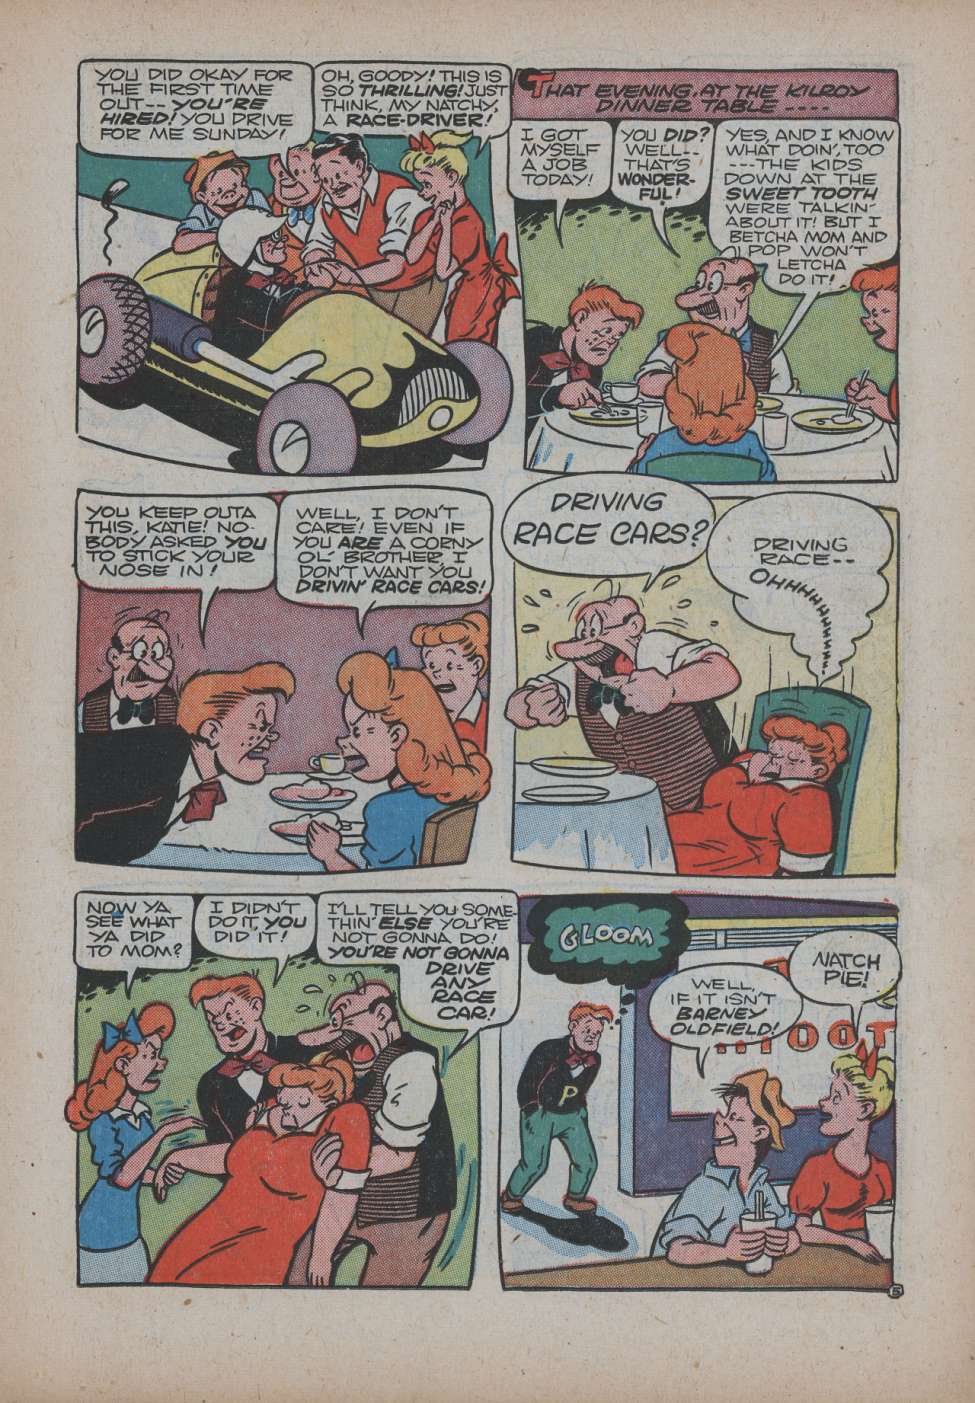 YOU DID OKAY FOR
THE FIRST TIME
OUT-- YOU'RE
HIRED! YOU DRIVE
FOR ME SUNDAY!
OH, GOODY! THIS IS
SO THRILLING! JUST
THINK, MY NATCHY,
A RACE-DRIVER!
THAT EVENING, AT THE KILROY
DINNER TABLE ----
I GOT
MYSELF
A JOB
TODAY!
YOU DID?
WELL--
THAT'S
WONDER-
FUL!
YES, AND I KNOW
WHAT DOIN', TOO
---THE KIDS
DOWN AT THE
SWEET TOOTH
WERE TALKIN'
ABOUT IT! BUT I
BETCHA MOM AND
POP WON'T
LETCHA
DO IT!
YOU KEEP OUTA
THIS, KATIE! NO-
BODY ASKED YOU
TO STICK YOUR
NOSE IN!
WELL, I DON'T
CARE! EVEN IF
YOU ARE A CORNY
OL' BROTHER, I
DON'T WANT YOU
DRIVIN' RACE CARS!
DRIVING
RACE CARS?
DRIVING
RACE--
OHHHHHHHHHH...
NOW YA
SEE WHAT
YA DID
TO MOM?
I DIDN'T
DO IT, YOU
DID IT!
I'LL TELL YOU SOME-
THIN' ELSE YOU'RE
NOT GONNA DO!
YOU'RE NOT GONNA
DRIVE
ANY
RACE
CAR!
GLOOM
P
WELL,
IF IT ISN'T
BARNEY
OLDFIELD!
NATCH
PIE!
TOOT
5